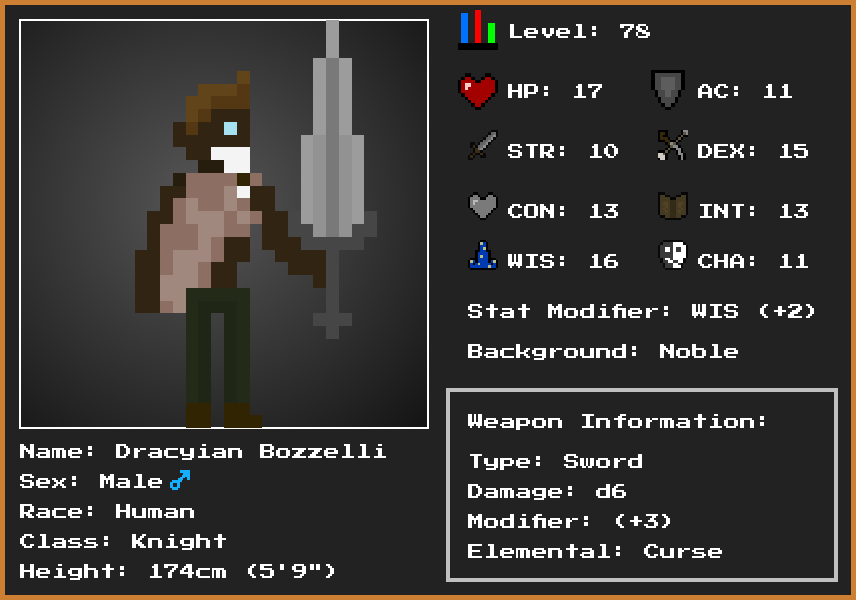 Level: 78
HP: 17
AC: 11
STR: 10
DEX: 15
CON: 13
INT: 13
WIS: 16
CHA: 11
Stat Modifier: WIS (+2)
Background: Noble
Weapon Information:
Type: Sword
Damage: d6
Modifier: (+3)
Elemental: Curse
Name: Dracyian Bozzelli
Sex: Male♂
Race: Human
Class: Knight
Height: 174cm (5'9")